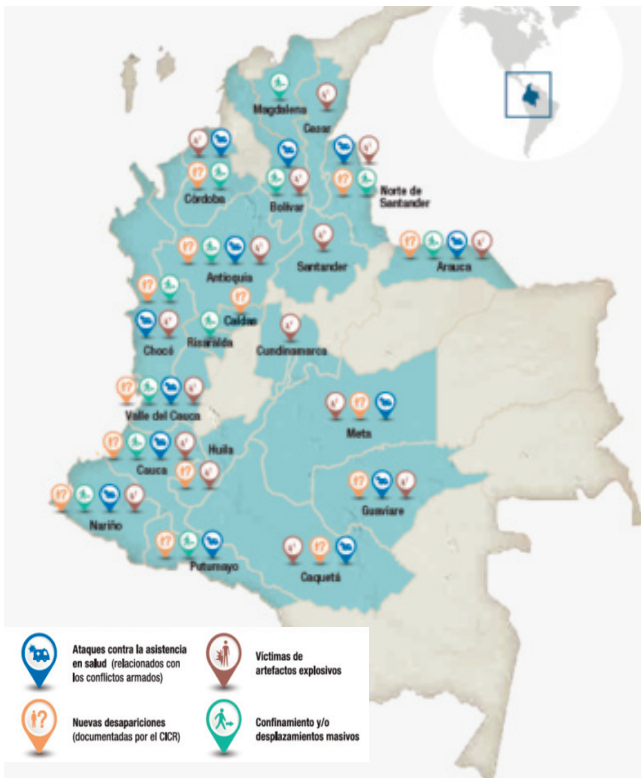 Magdalena
Cesar
Córdoba
Bolívar
Norte de
Santander
Antioquia
Santander
Arauca
Caldas
Chocó
Risaralda
Cundinamarca
Valle del Cauca
Meta
Huila
Cauca
Guaviare
Nariño
Putumayo
Caquetá
Ataques contra la asistencia
en salud (relacionados con
los conflictos armados)
Víctimas de
artefactos explosivos
Nuevas desapariciones
(documentadas por el CICR)
Confinamiento y/o
desplazamientos masivos